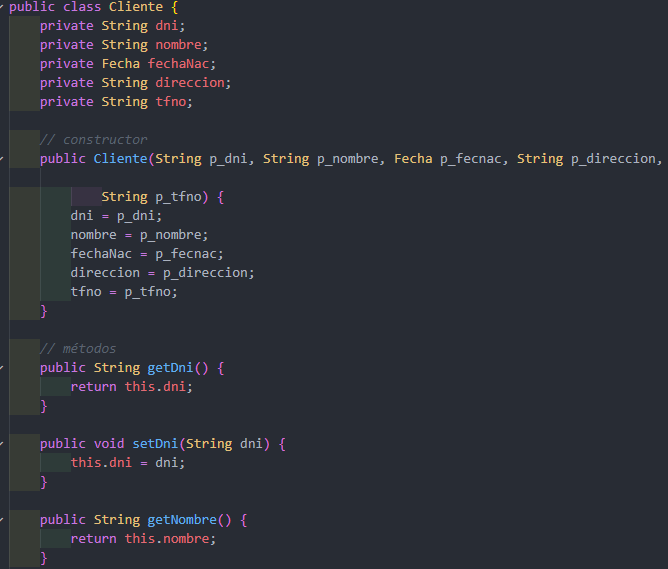 public class Cliente {
private String dni;
private String nombre;
private Fecha fechaNac;
private String direccion;
private String tfno;
// constructor
public Cliente(String p_dni, String p_nombre, Fecha p_fecnac, String p_direccion,
String p_tfno) {
dni = p_dni;
nombre = p_nombre;
fechaNac = p_fecnac;
direccion = p_direccion;
tfno = p_tfno;
}
// métodos
public String getDni() {
return this.dni;
}
public void setDni(String dni) {
this.dni = dni;
}
public String getNombre() {
return this.nombre;
}